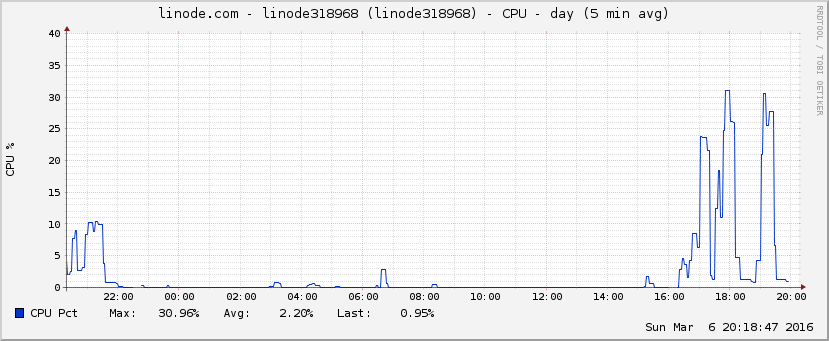 linode.com - linode318968 (linode318968) - CPU - day (5 min avg)
RRDTOOL / TOBI OETIKER
CPU %
40
35
30
25
20
15
10
5
0
22:00 00:00 02:00 04:00 06:00 08:00 10:00 12:00 14:00 16:00 18:00 20:00
CPU Pct Max: 30.96% Avg: 2.20% Last: 0.95%
Sun Mar 6 20:18:47 2016